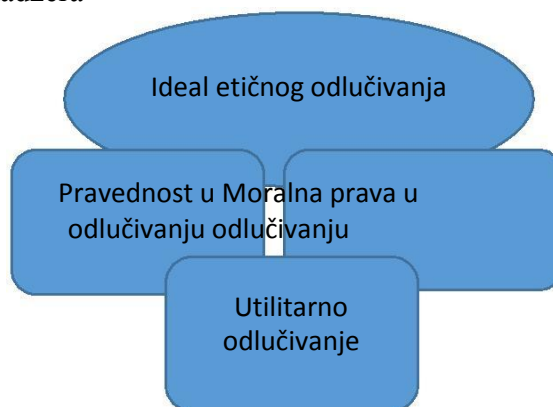 Ideal etičnog odlučivanja
Pravednost u Moralna prava u
odlučivanju odlučivanju
Utilitarno
odlučivanje